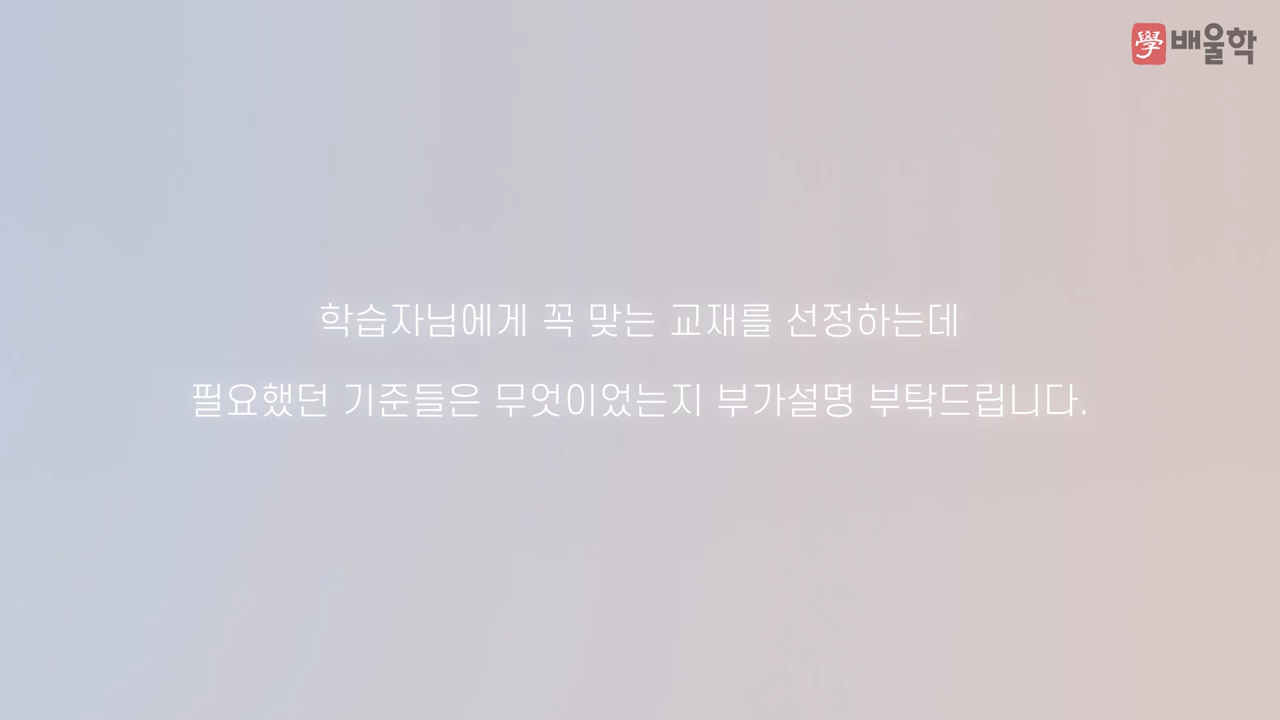 學 배울학
학습자님에게 꼭 맞는 교재를 선정하는데
필요했던 기준들은 무엇이었는지 부가설명 부탁드립니다.